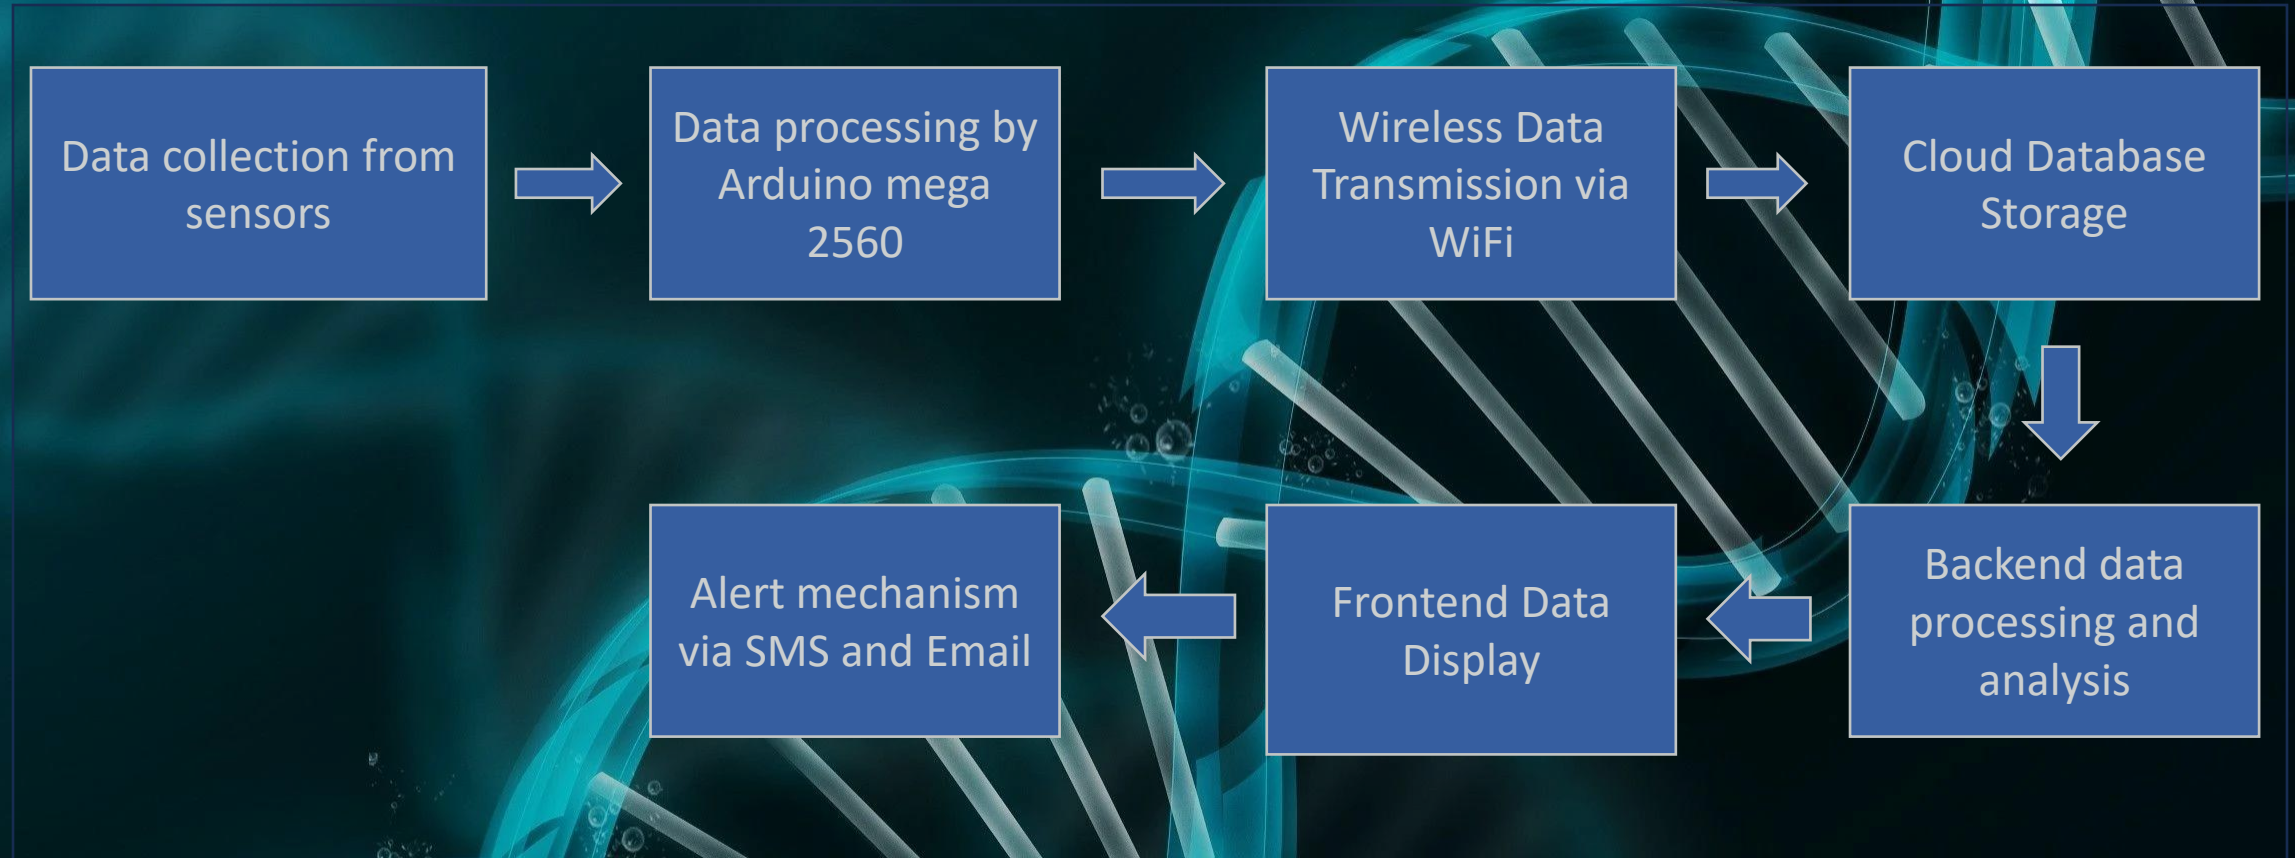 Data collection from
sensors
Data processing by
Arduino mega
2560
Wireless Data
Transmission via
WiFi
Cloud Database
Storage
Backend data
processing and
analysis
Frontend Data
Display
Alert mechanism
via SMS and Email